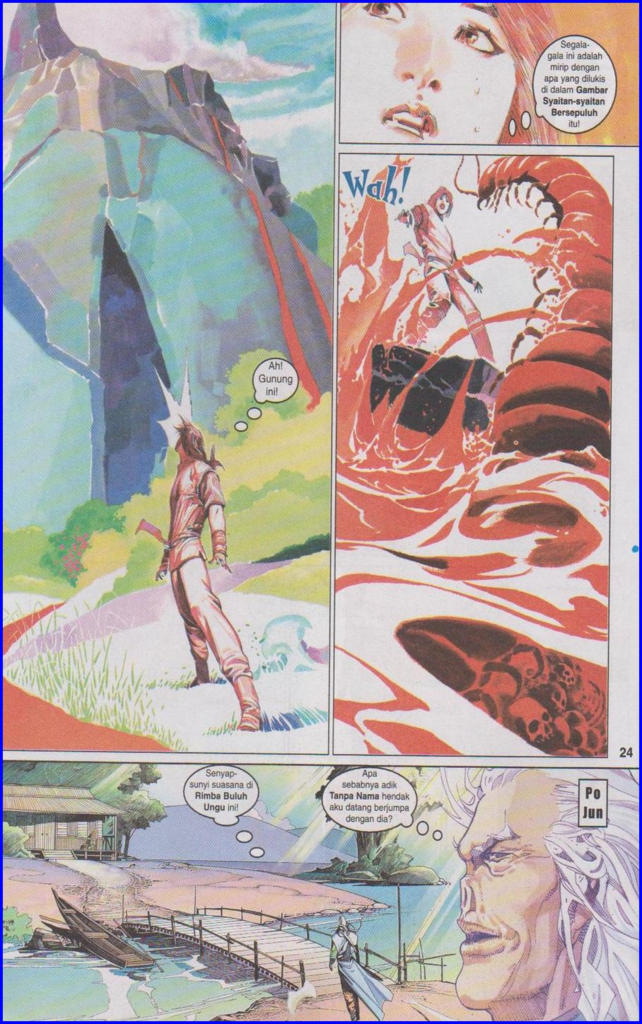 Ah!
Gunung
ini!
Segala-
gala ini adalah
mirip dengan
apa yang dilukis
di dalam Gambar
Syaitan-syaitan
Bersepuluh
itu!
Wah!
24
Senyap-
sunyi suasana di
Rimba Buluh
Ungu ini!
Apa
sebabnya adik
Tanpa Nama hendak
aku datang berjumpa
dengan dia?
Po
Jun